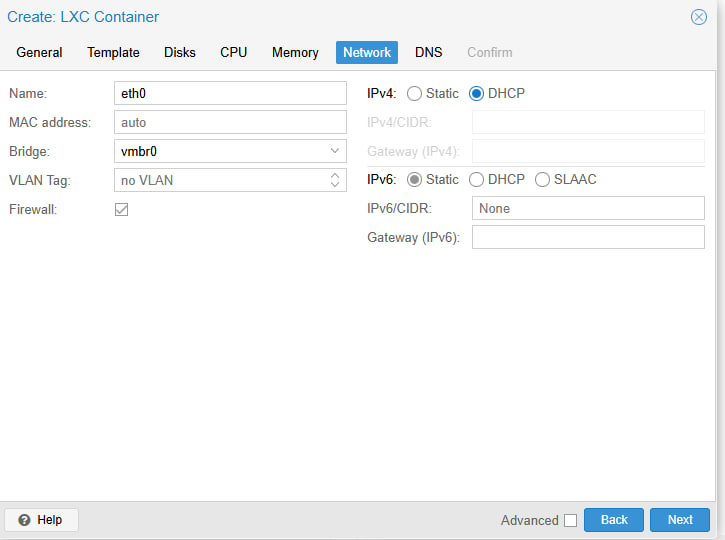 Create: LXC Container
General Template Disks CPU Memory Network DNS Confirm
Name: eth0
MAC address: auto
Bridge: vmbr0
VLAN Tag: no VLAN
Firewall:
IPv4: Static DHCP
IPv4/CIDR:
Gateway (IPv4):
IPv6: Static DHCP SLAAC
IPv6/CIDR: None
Gateway (IPv6):
Help Advanced Back Next